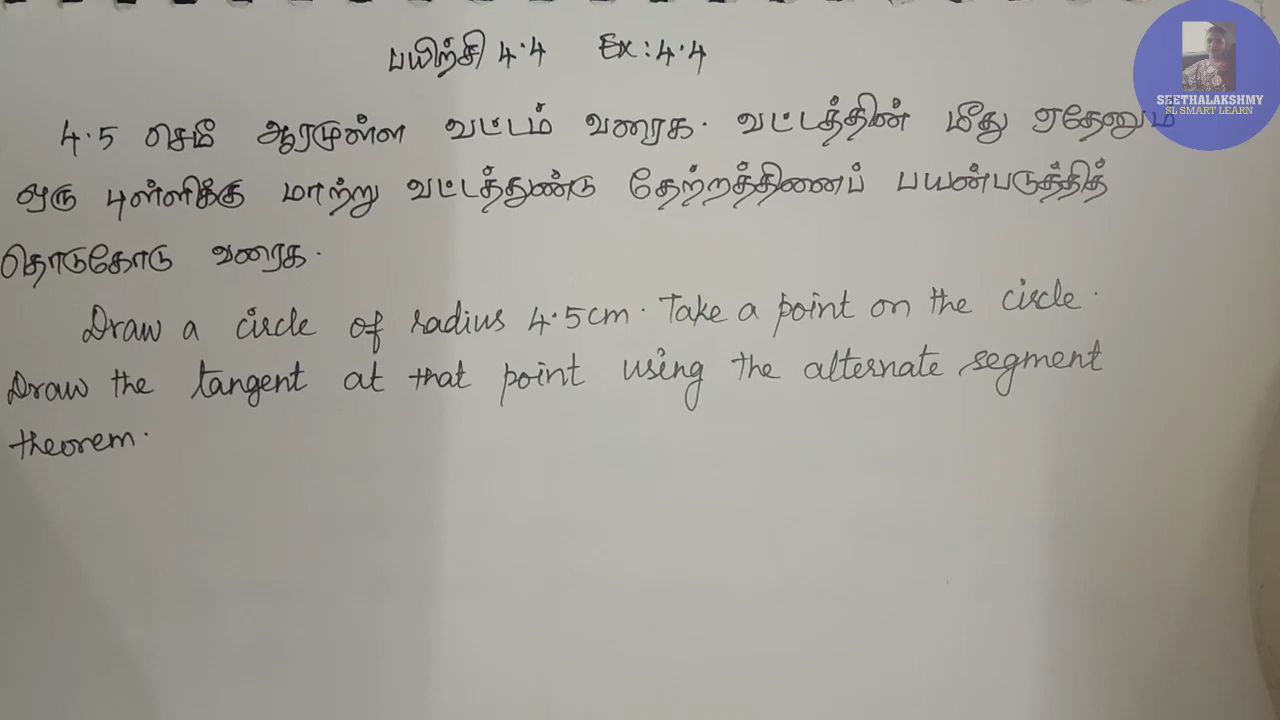 பயிற்சி 4.4 Ex: 4.4
4.5 செமீ ஆரமுள்ள வட்டம் வரைக. வட்டத்தின் மீது ஏதேனும்
ஒரு புள்ளிக்கு மாற்று வட்டத்துண்டு தேற்றத்தினைப் பயன்படுத்தித்
தொடுகோடு வரைக.
Draw a circle of radius 4.5cm. Take a point on the circle.
Draw the tangent at that point using the alternate segment
theorem.
SEETHALAKSHMY
SL SMART LEARN